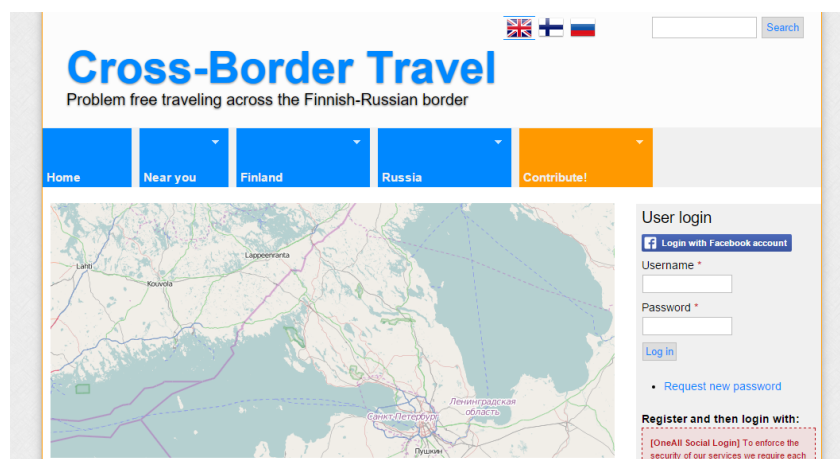 Search
Cross-Border Travel
Problem free traveling across the Finnish-Russian border
Home
Near you
Finland
Russia
Contribute!
Lahti
Kouvola
Lappeenranta
Ленинградская
область
Санкт-Петербург
Пушкин
User login
Login with Facebook account
Username *
Password *
Log in
Request new password
Register and then login with:
[OneAll Social Login] To enforce the
security of our services we require each